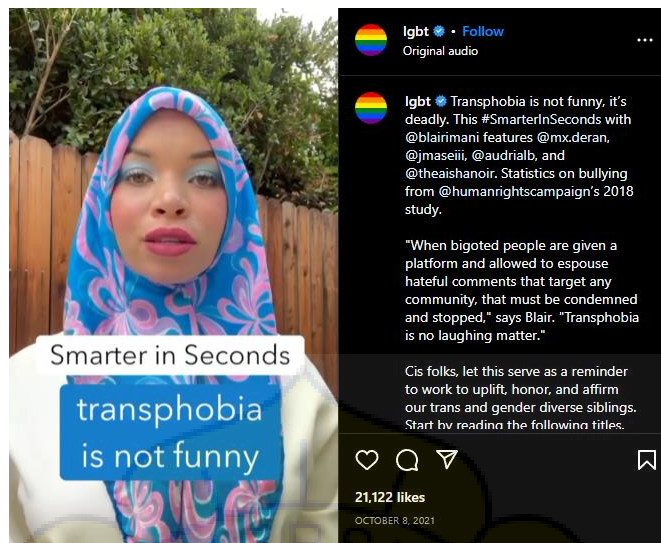 lgbt • Follow
Original audio
lgbt Transphobia is not funny, it's
deadly. This #SmarterInSeconds with
@blairimani features @mx.deran,
@jmaseiii, @audrialb, and
@theaishanoir. Statistics on bullying
from @humanrightscampaign's 2018
study.
"When bigoted people are given a
platform and allowed to espouse
hateful comments that target any
community, that must be condemned
and stopped," says Blair. "Transphobia
is no laughing matter."
Cis folks, let this serve as a reminder
to work to uplift, honor, and affirm
our trans and gender diverse siblings.
Start by reading the following titles.
Smarter in Seconds
transphobia
is not funny
21,122 likes
OCTOBER 8, 2021